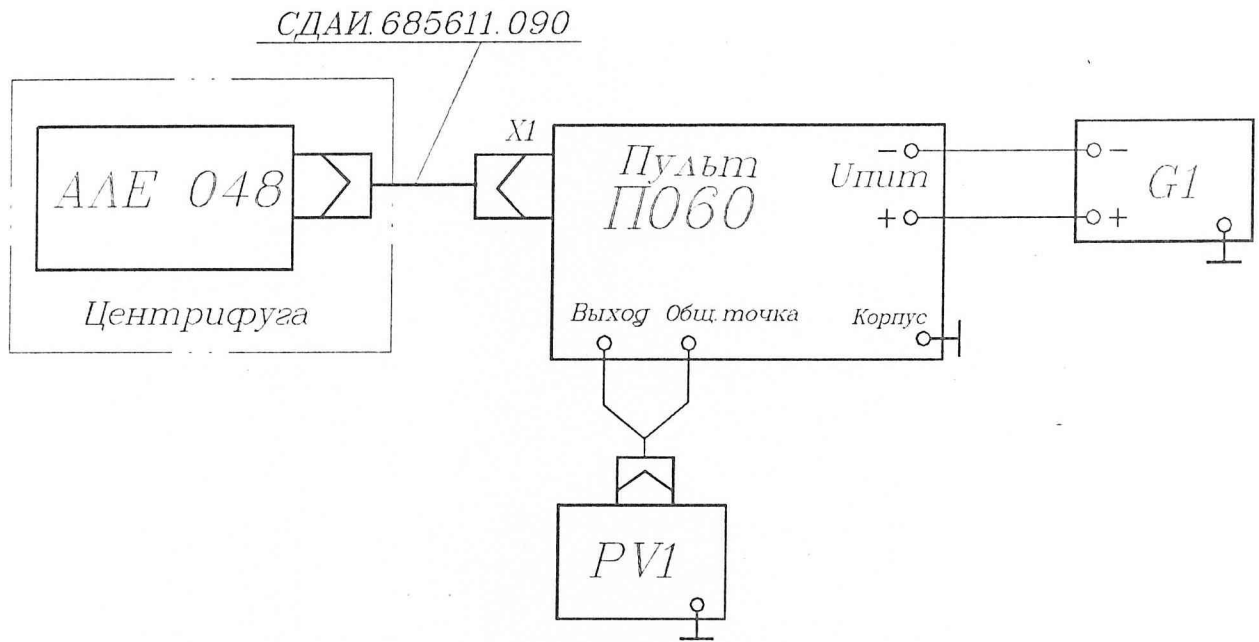 СДАИ.685611.090
АЛЕ 048
Центрифуга
X1
Пульт
П060
−
Uпит
+
Выход
Общ. точка
Корпус
−
+
G1
PV1